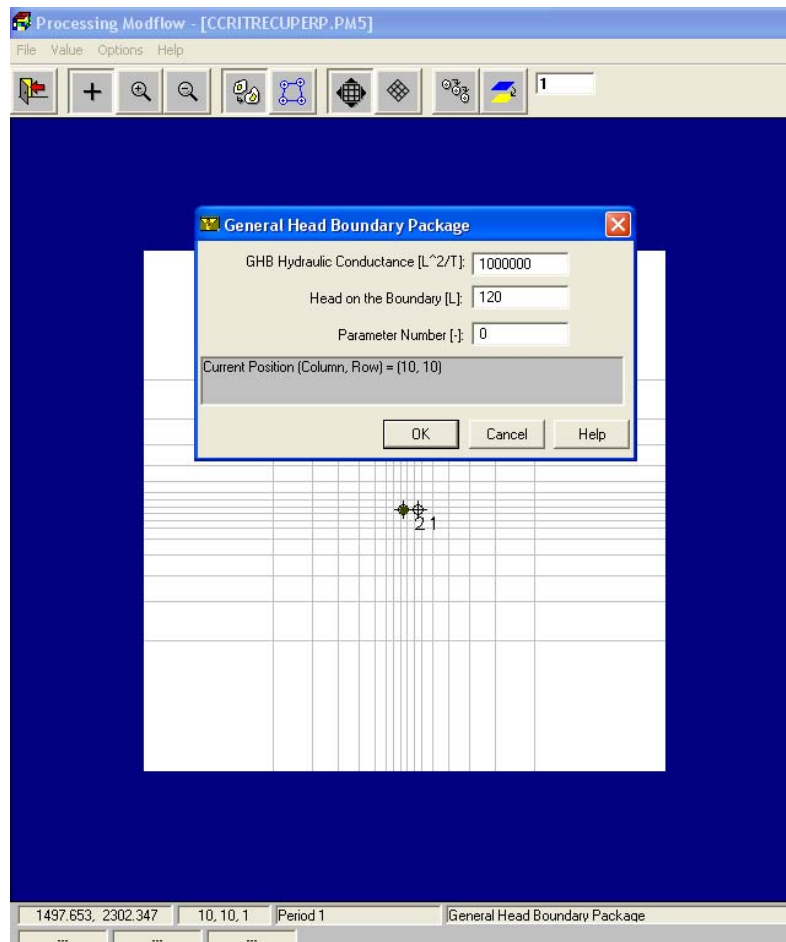 Processing Modflow - [CCRITRECUPERP.PM5]
File Value Options Help
1
General Head Boundary Package
GHB Hydraulic Conductance [L^2/T]: 1000000
Head on the Boundary [L]: 120
Parameter Number [-]: 0
Current Position (Column, Row) = (10, 10)
OK Cancel Help
2 1
1497.653, 2302.347 10, 10, 1 Period 1 General Head Boundary Package
... ... ...